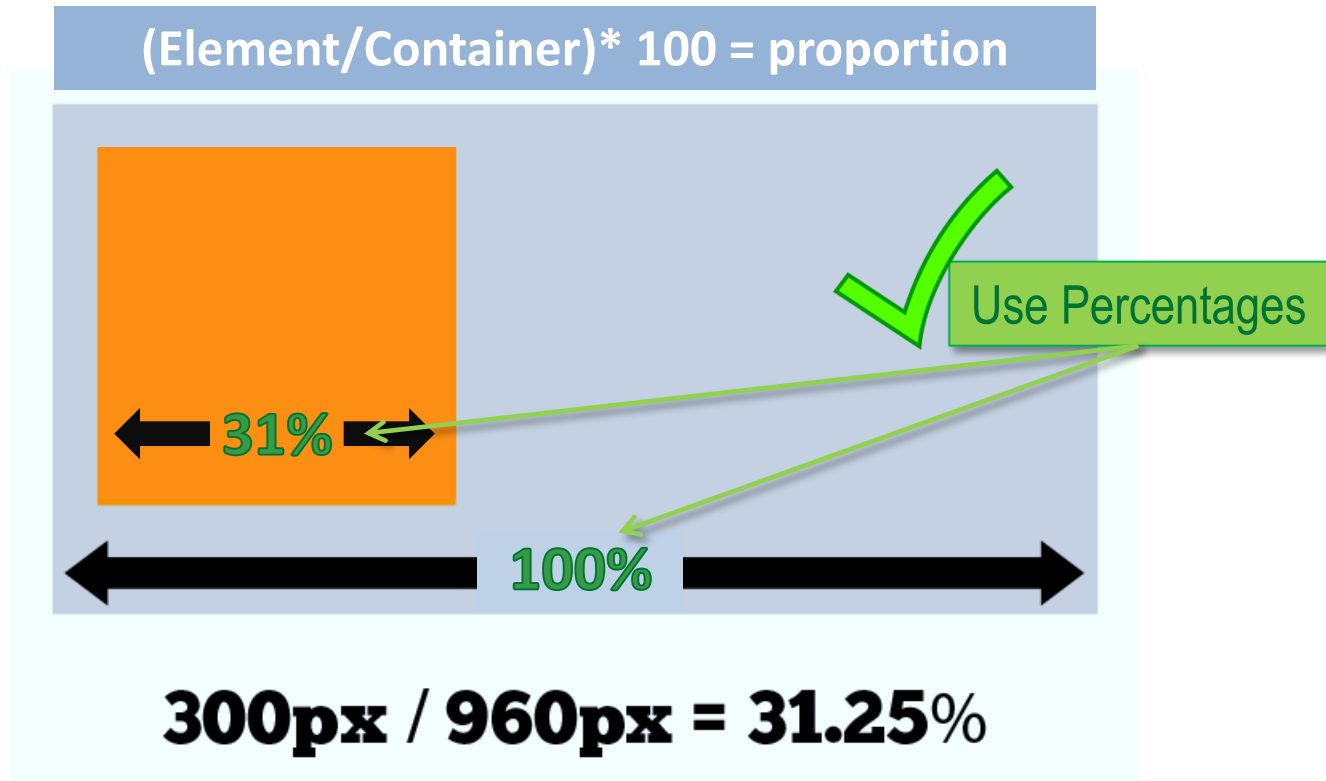 (Element/Container)* 100 = proportion
Use Percentages
31%
100%
300px / 960px = 31.25%